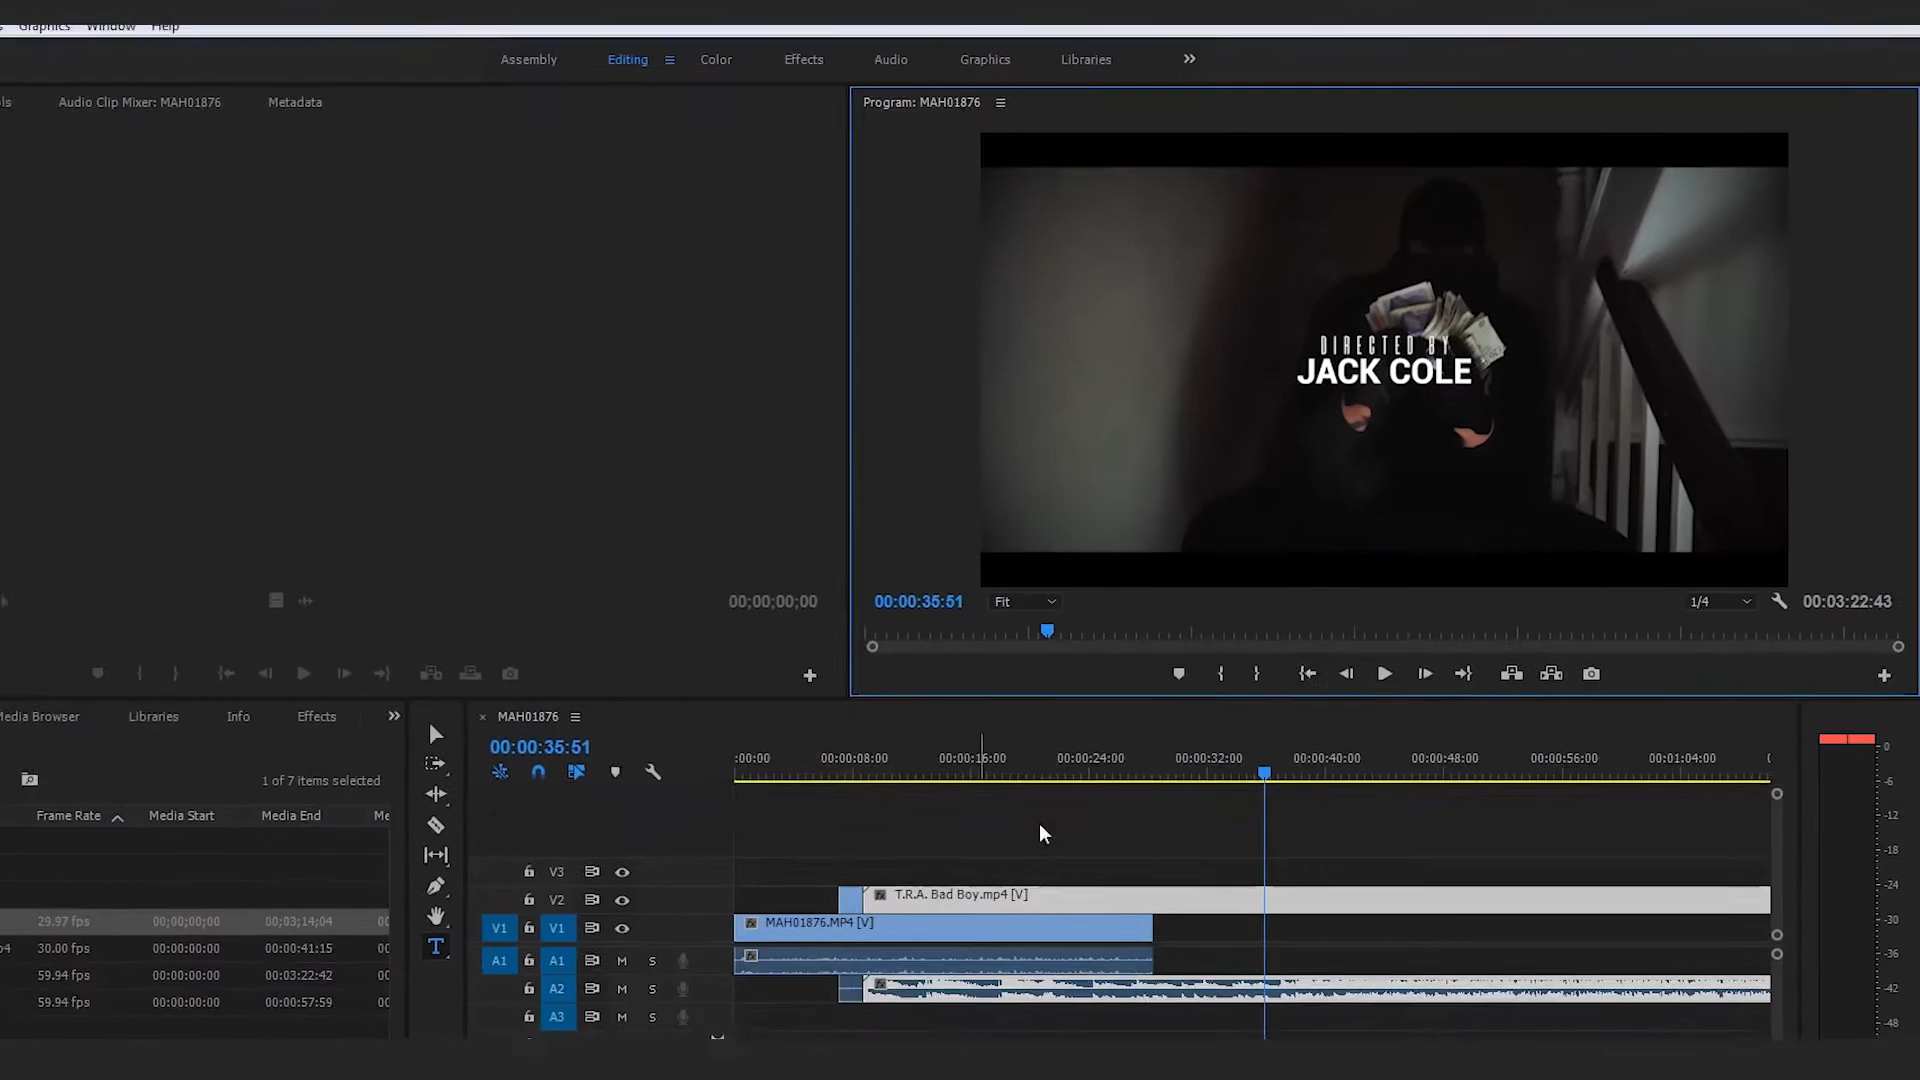 Graphics Window Help
Assembly Editing Color Effects Audio Graphics Libraries
Audio Clip Mixer: MAH01876 Metadata
Program: MAH01876
DIRECTED BY
JACK COLE
00;00;00;00
00:00:35:51 Fit 1/4 00:03:22:43
Media Browser Libraries Info Effects
MAH01876
00:00:35:51
:00:00 00:00:08:00 00:00:16:00 00:00:24:00 00:00:32:00 00:00:40:00 00:00:48:00 00:00:56:00 00:01:04:00
1 of 7 items selected
Frame Rate Media Start Media End Me
29.97 fps 00;00;00;00 00;03;14;04 00
p4 30.00 fps 00:00:00:00 00:00:41:15 00
59.94 fps 00:00:00:00 00:03:22:42 00
59.94 fps 00:00:00:00 00:00:57:59 00
T
V3
V2 T.R.A. Bad Boy.mp4 [V]
V1 V1 MAH01876.MP4 [V]
A1 A1 M S
A2 M S
A3 M S
0
-6
-12
-18
-24
-30
-36
-42
-48